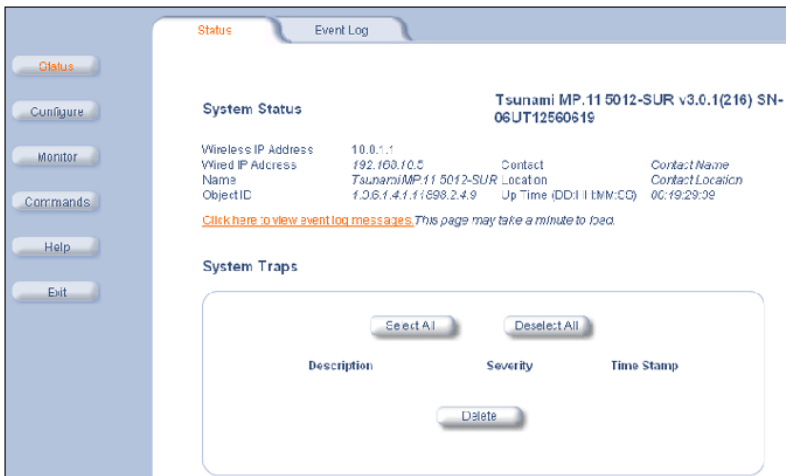 Status Event Log
Status
Configure
Monitor
Commands
Help
Exit
System Status
Tsunami MP.11 5012-SUR v3.0.1(216) SN-
06UT12560619
Wireless IP Address 10.0.1.1
Wired IP Address 192.168.10.5 Contact Contact Name
Name Tsunami MP.11 5012-SUR Location Contact Location
Object ID 1.3.6.1.4.1.11898.2.4.9 Up Time (DD:HH:MM:SS)
Click here to view event log messages. This page may take a minute to load.
System Traps
Select All Deselect All
Description Severity Time Stamp
Delete